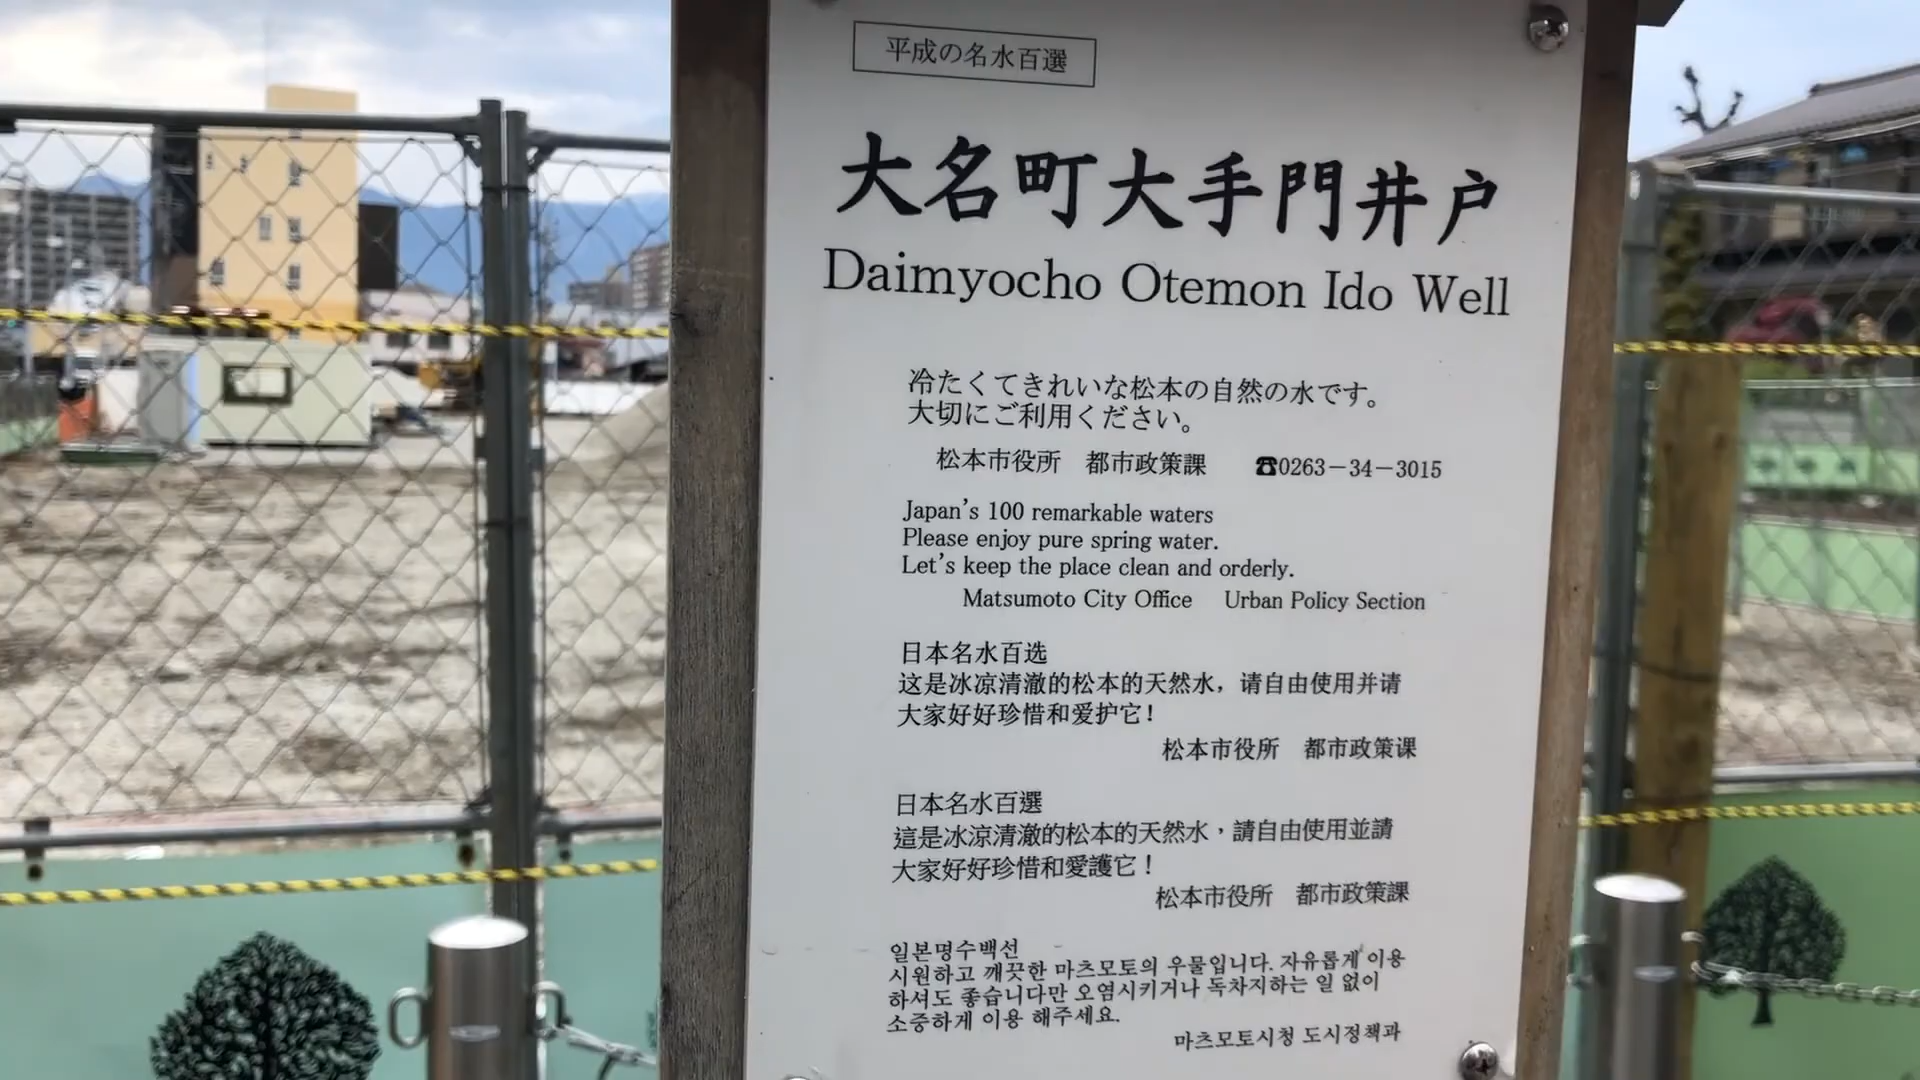 平成の名水百選
大名町大手門井戸
Daimyocho Otemon Ido Well
冷たくてきれいな松本の自然の水です。
大切にご利用ください。
松本市役所　都市政策課　☎0263－34－3015
Japan's 100 remarkable waters
Please enjoy pure spring water.
Let's keep the place clean and orderly.
Matsumoto City Office　Urban Policy Section
日本名水百选
这是冰凉清澈的松本的天然水，请自由使用并请
大家好好珍惜和爱护它！
松本市役所　都市政策课
日本名水百選
這是冰涼清澈的松本的天然水，請自由使用並請
大家好好珍惜和愛護它！
松本市役所　都市政策課
일본명수백선
시원하고 깨끗한 마츠모토의 우물입니다. 자유롭게 이용
하셔도 좋습니다만 오염시키거나 독차지하는 일 없이
소중하게 이용 해주세요.
마츠모토시청 도시정책과